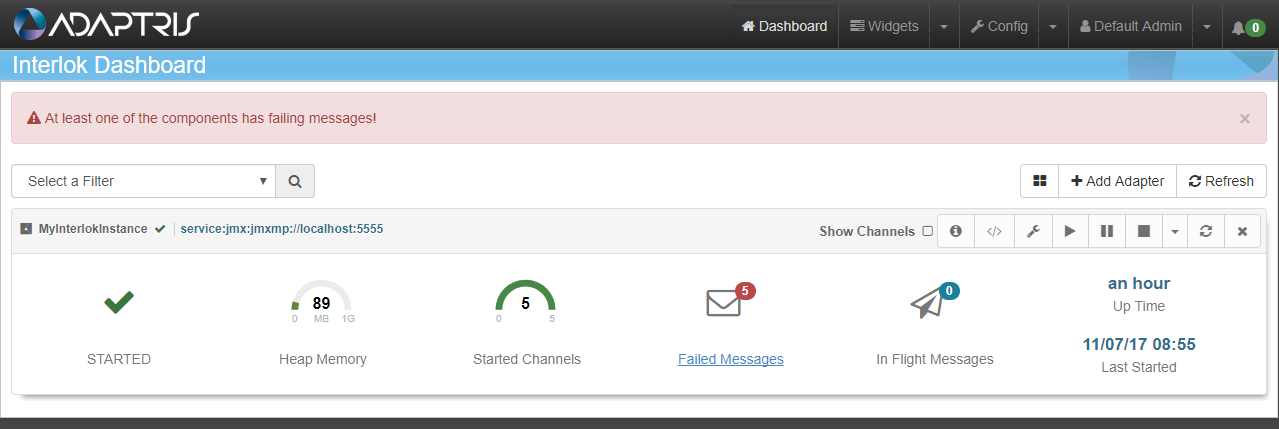 ADAPTRIS
Dashboard Widgets Config Default Admin 0
Interlok Dashboard
At least one of the components has failing messages! ×
Select a Filter Add Adapter Refresh
MyInterlokInstance service:jmx:jmxmp://localhost:5555 Show Channels </>
89
0 MB 1G
5
0 5
5
0
an hour
Up Time
11/07/17 08:55
Last Started
STARTED Heap Memory Started Channels Failed Messages In Flight Messages